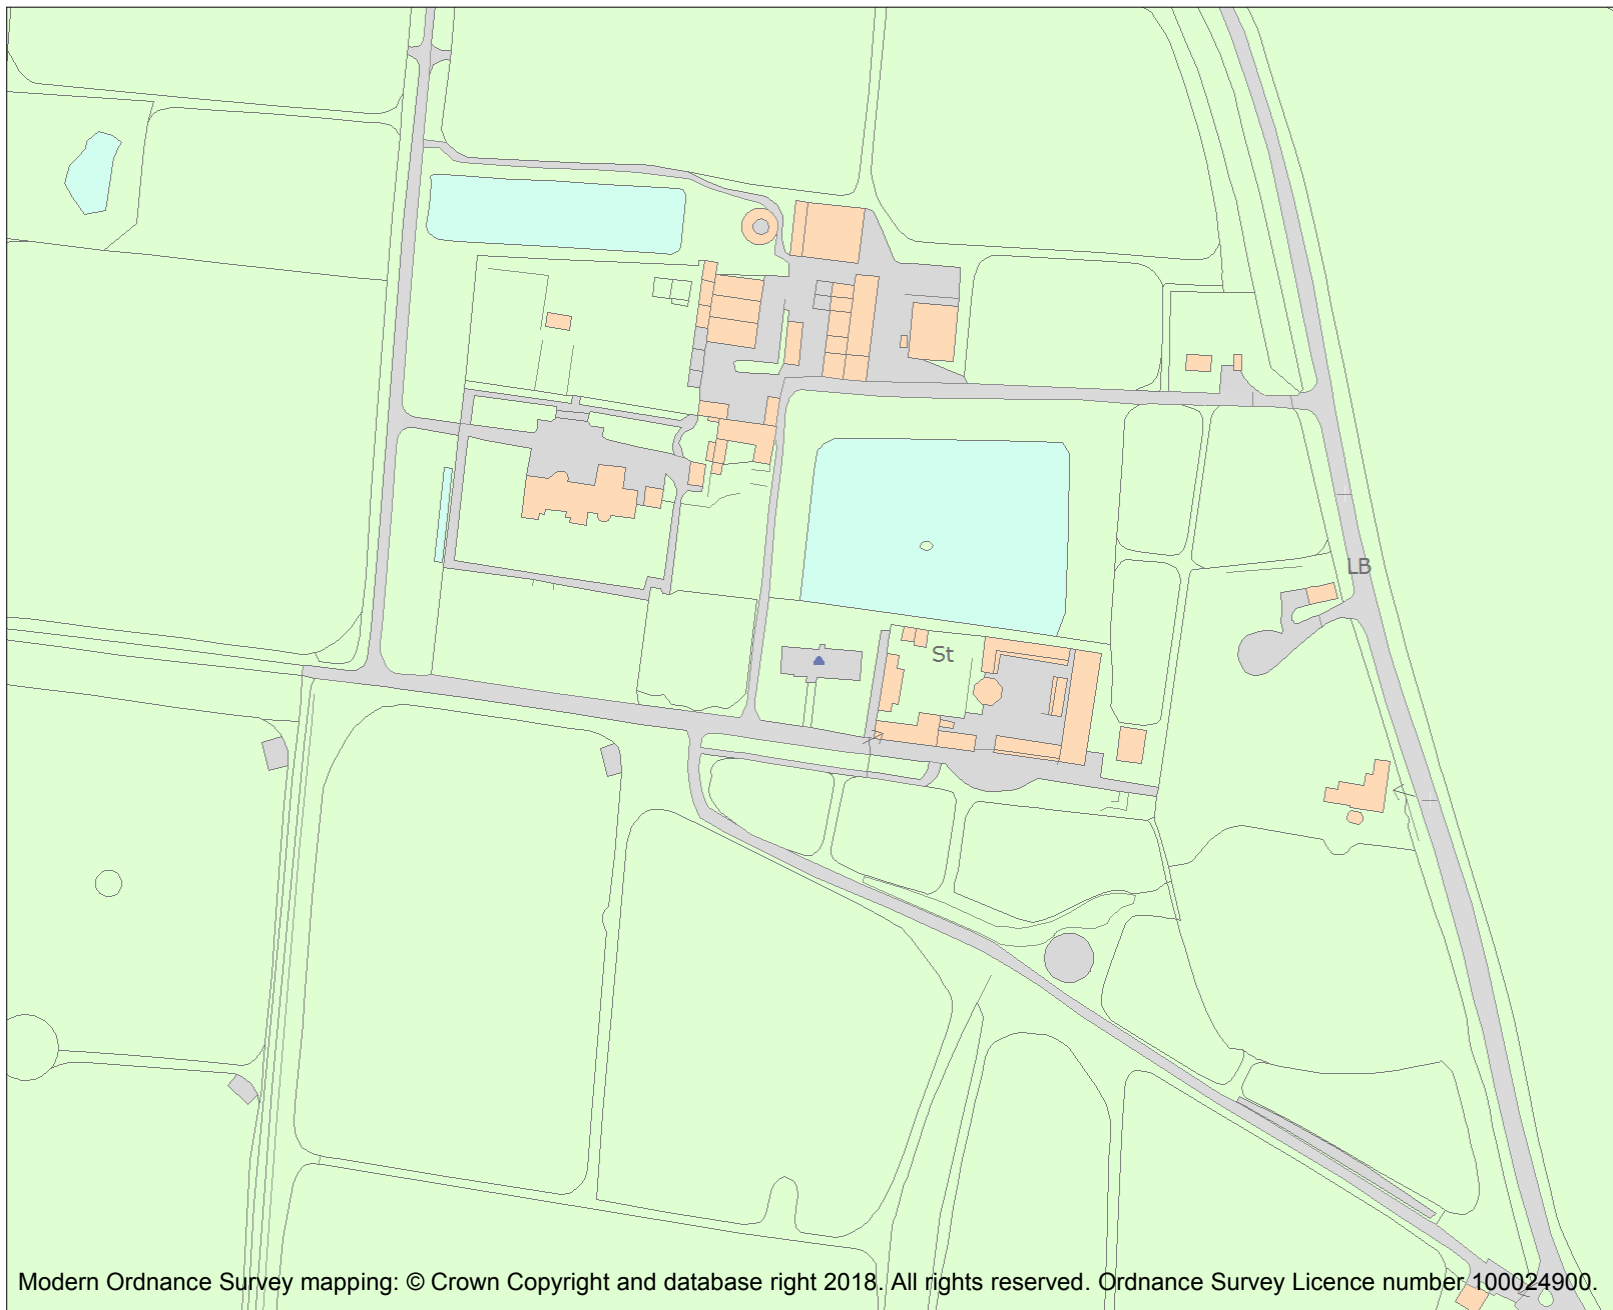 LB
St
Modern Ordnance Survey mapping: © Crown Copyright and database right 2018. All rights reserved. Ordnance Survey Licence number 100024900.